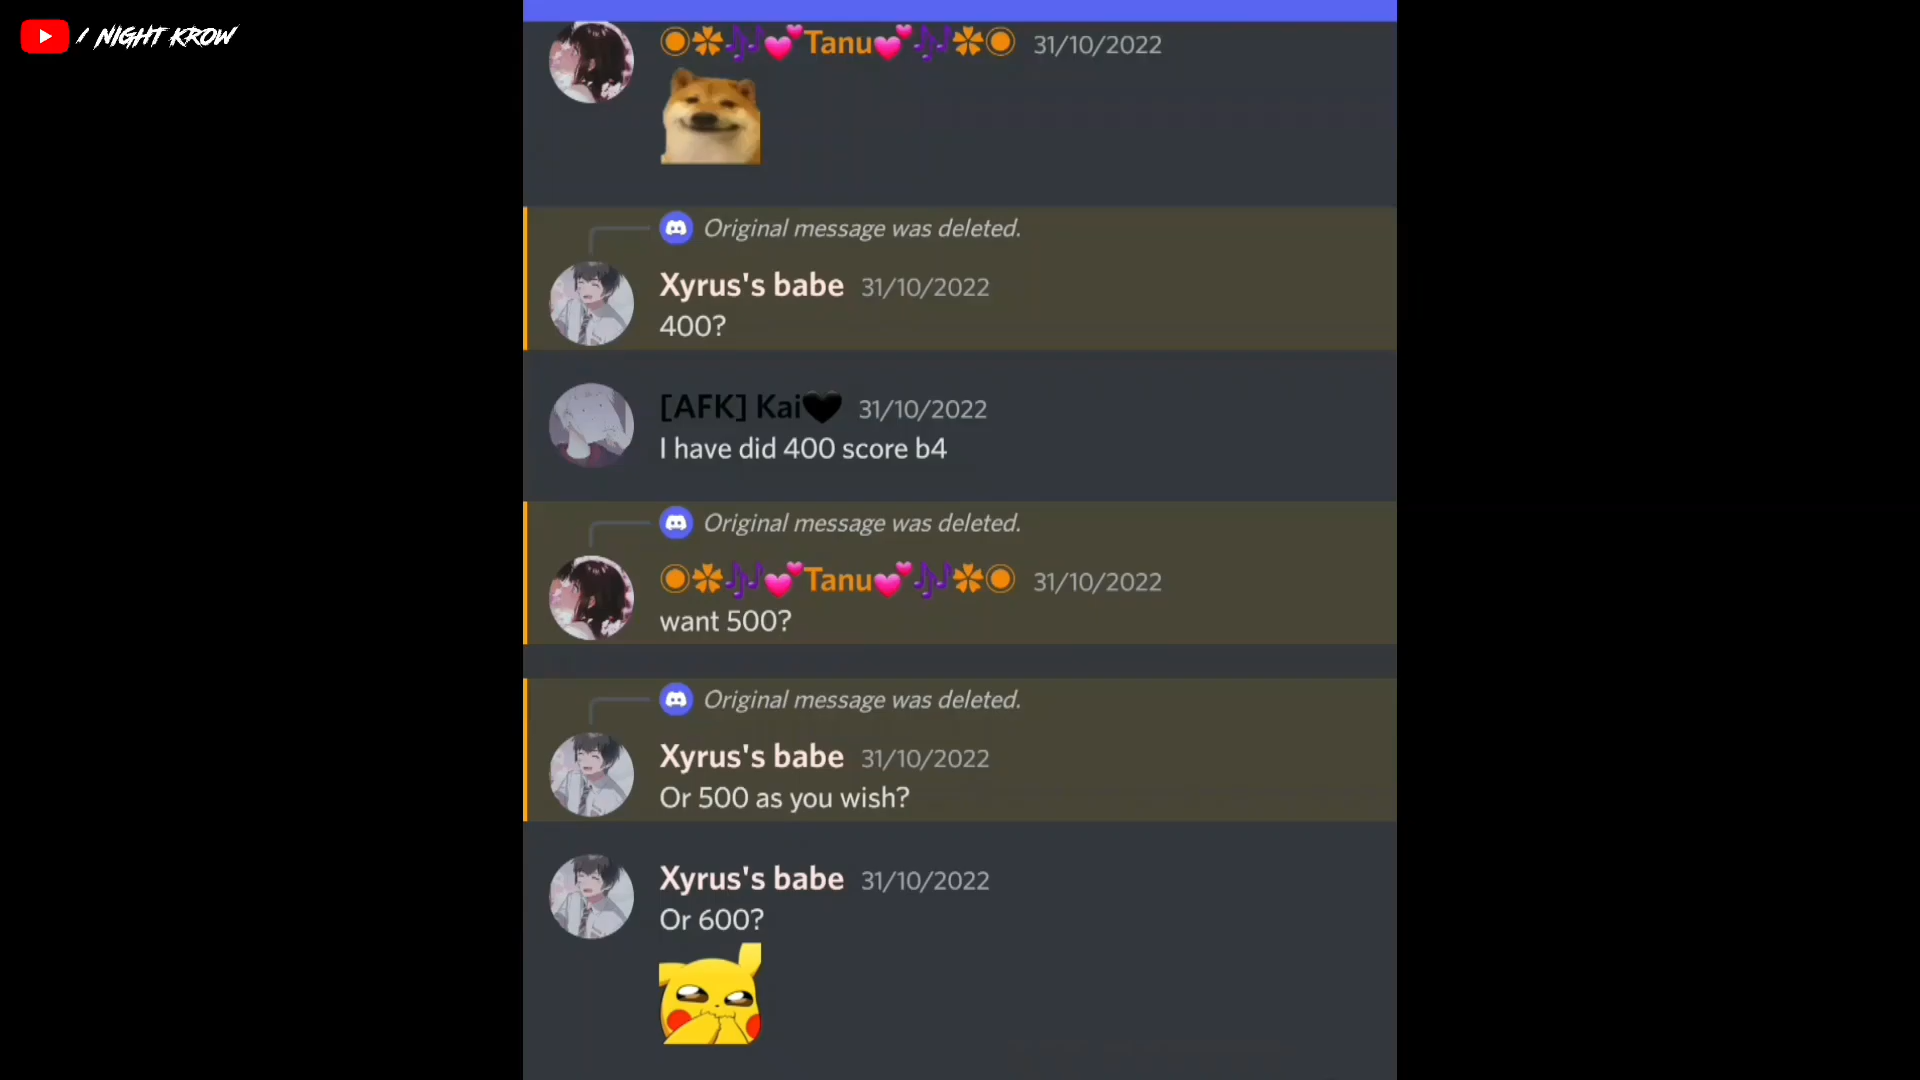 / NIGHT KROW
Tanu 31/10/2022
Original message was deleted.
Xyrus's babe 31/10/2022
400?
[AFK] Kai🖤 31/10/2022
I have did 400 score b4
Original message was deleted.
Tanu 31/10/2022
want 500?
Original message was deleted.
Xyrus's babe 31/10/2022
Or 500 as you wish?
Xyrus's babe 31/10/2022
Or 600?